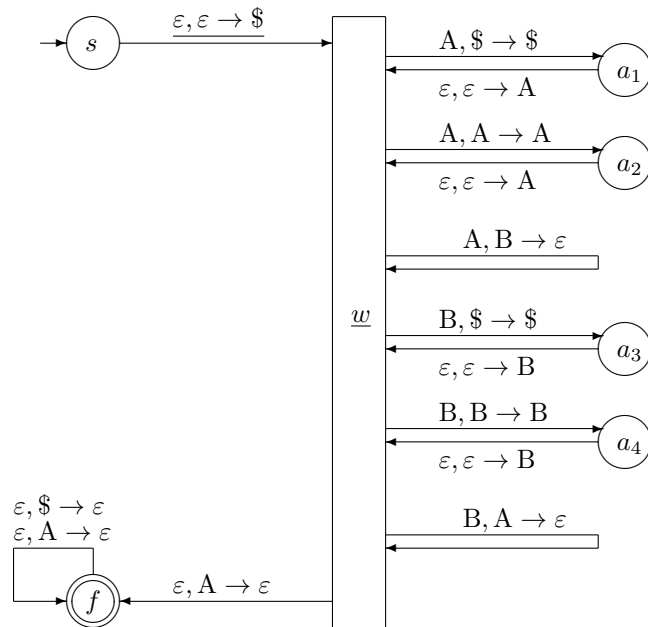 s
ε, ε → $
A, $ → $
ε, ε → A
a1
A, A → A
ε, ε → A
a2
A, B → ε
w
B, $ → $
ε, ε → B
a3
B, B → B
ε, ε → B
a4
B, A → ε
ε, $ → ε
ε, A → ε
f
ε, A → ε